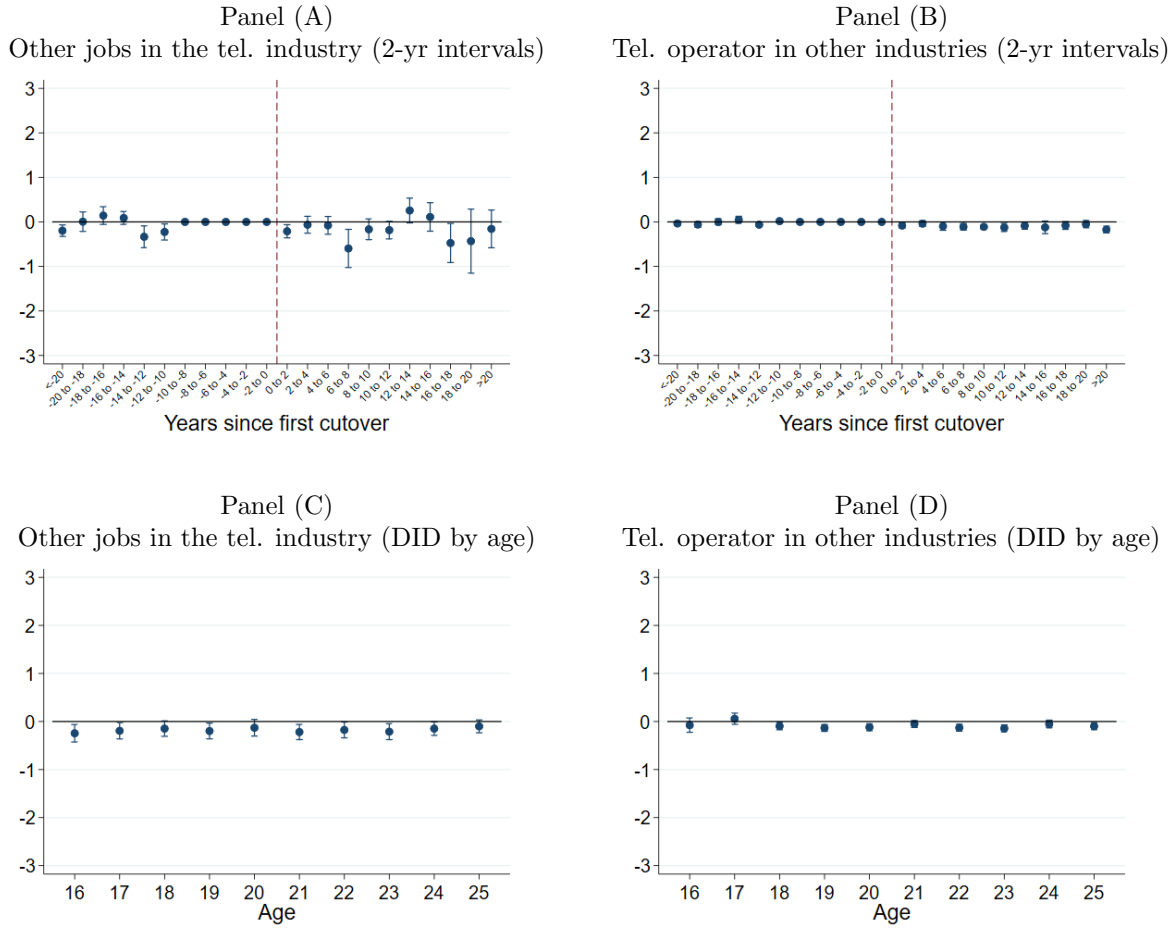 Panel (A)
Other jobs in the tel. industry (2-yr intervals)
3
2
1
0
-1
-2
-3
<-20
-20 to -18
-18 to -16
-16 to -14
-14 to -12
-12 to -10
-10 to -8
-8 to -6
-6 to -4
-4 to -2
-2 to 0
0 to 2
2 to 4
4 to 6
6 to 8
8 to 10
10 to 12
12 to 14
14 to 16
16 to 18
18 to 20
>20
Years since first cutover
Panel (B)
Tel. operator in other industries (2-yr intervals)
3
2
1
0
-1
-2
-3
<-20
-20 to -18
-18 to -16
-16 to -14
-14 to -12
-12 to -10
-10 to -8
-8 to -6
-6 to -4
-4 to -2
-2 to 0
0 to 2
2 to 4
4 to 6
6 to 8
8 to 10
10 to 12
12 to 14
14 to 16
16 to 18
18 to 20
>20
Years since first cutover
Panel (C)
Other jobs in the tel. industry (DID by age)
3
2
1
0
-1
-2
-3
16 17 18 19 20 21 22 23 24 25
Age
Panel (D)
Tel. operator in other industries (DID by age)
3
2
1
0
-1
-2
-3
16 17 18 19 20 21 22 23 24 25
Age